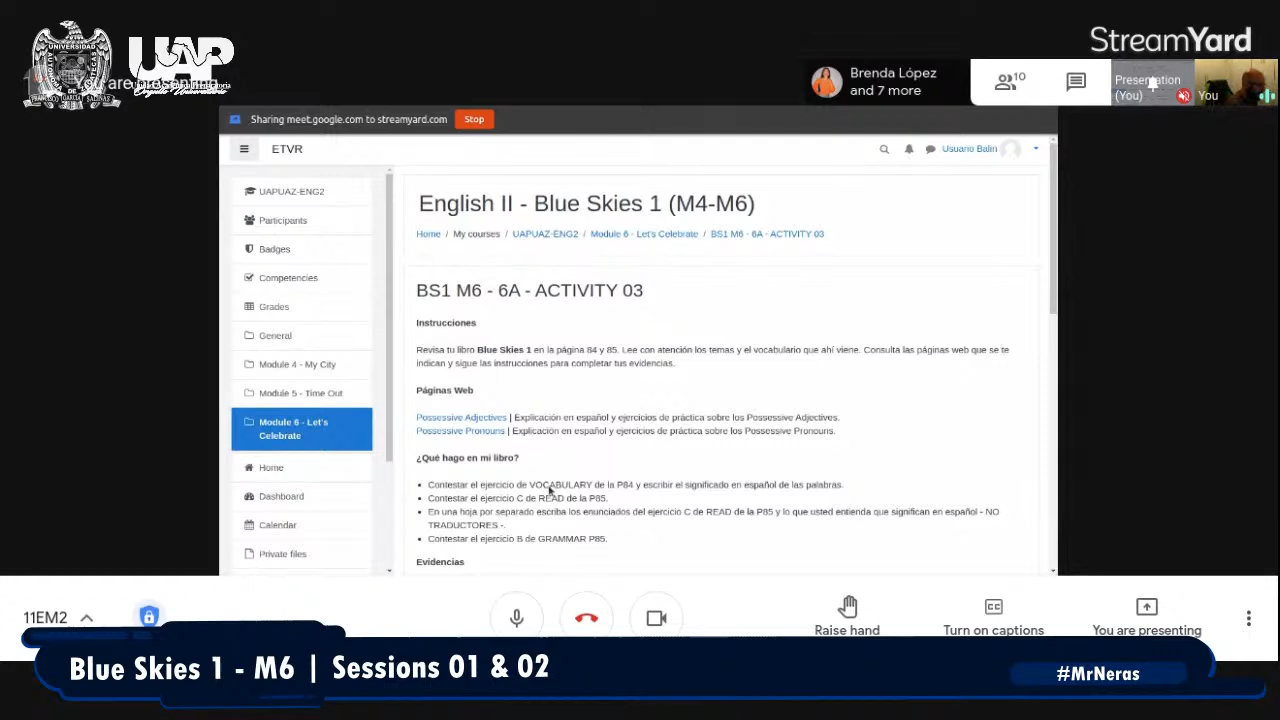 UNIVERSIDAD
FRANCISCO GARCÍA SALINAS
UAP
Orgullo Universitario
You are presenting
StreamYard
Brenda López
and 7 more
10
Presentation
(You)
You
Sharing meet.google.com to streamyard.com Stop
ETVR
Usuario Balin
UAPUAZ-ENG2
Participants
Badges
Competencies
Grades
General
Module 4 - My City
Module 5 - Time Out
Module 6 - Let's
Celebrate
Home
Dashboard
Calendar
Private files
English II - Blue Skies 1 (M4-M6)
Home / My courses / UAPUAZ-ENG2 / Module 6 - Let's Celebrate / BS1 M6 - 6A - ACTIVITY 03
BS1 M6 - 6A - ACTIVITY 03
Instrucciones
Revisa tu libro Blue Skies 1 en la página 84 y 85. Lee con atención los temas y el vocabulario que ahí viene. Consulta las páginas web que se te
indican y sigue las instrucciones para completar tus evidencias.
Páginas Web
Possessive Adjectives | Explicación en español y ejercicios de práctica sobre los Possessive Adjectives.
Possessive Pronouns | Explicación en español y ejercicios de práctica sobre los Possessive Pronouns.
¿Qué hago en mi libro?
• Contestar el ejercicio de VOCABULARY de la P84 y escribir el significado en español de las palabras.
• Contestar el ejercicio C de READ de la P85.
• En una hoja por separado escriba los enunciados del ejercicio C de READ de la P85 y lo que usted entienda que significan en español - NO
TRADUCTORES -.
• Contestar el ejercicio B de GRAMMAR P85.
Evidencias
11EM2
Raise hand
CC
Turn on captions
You are presenting
Blue Skies 1 - M6 | Sessions 01 & 02
#MrNeras